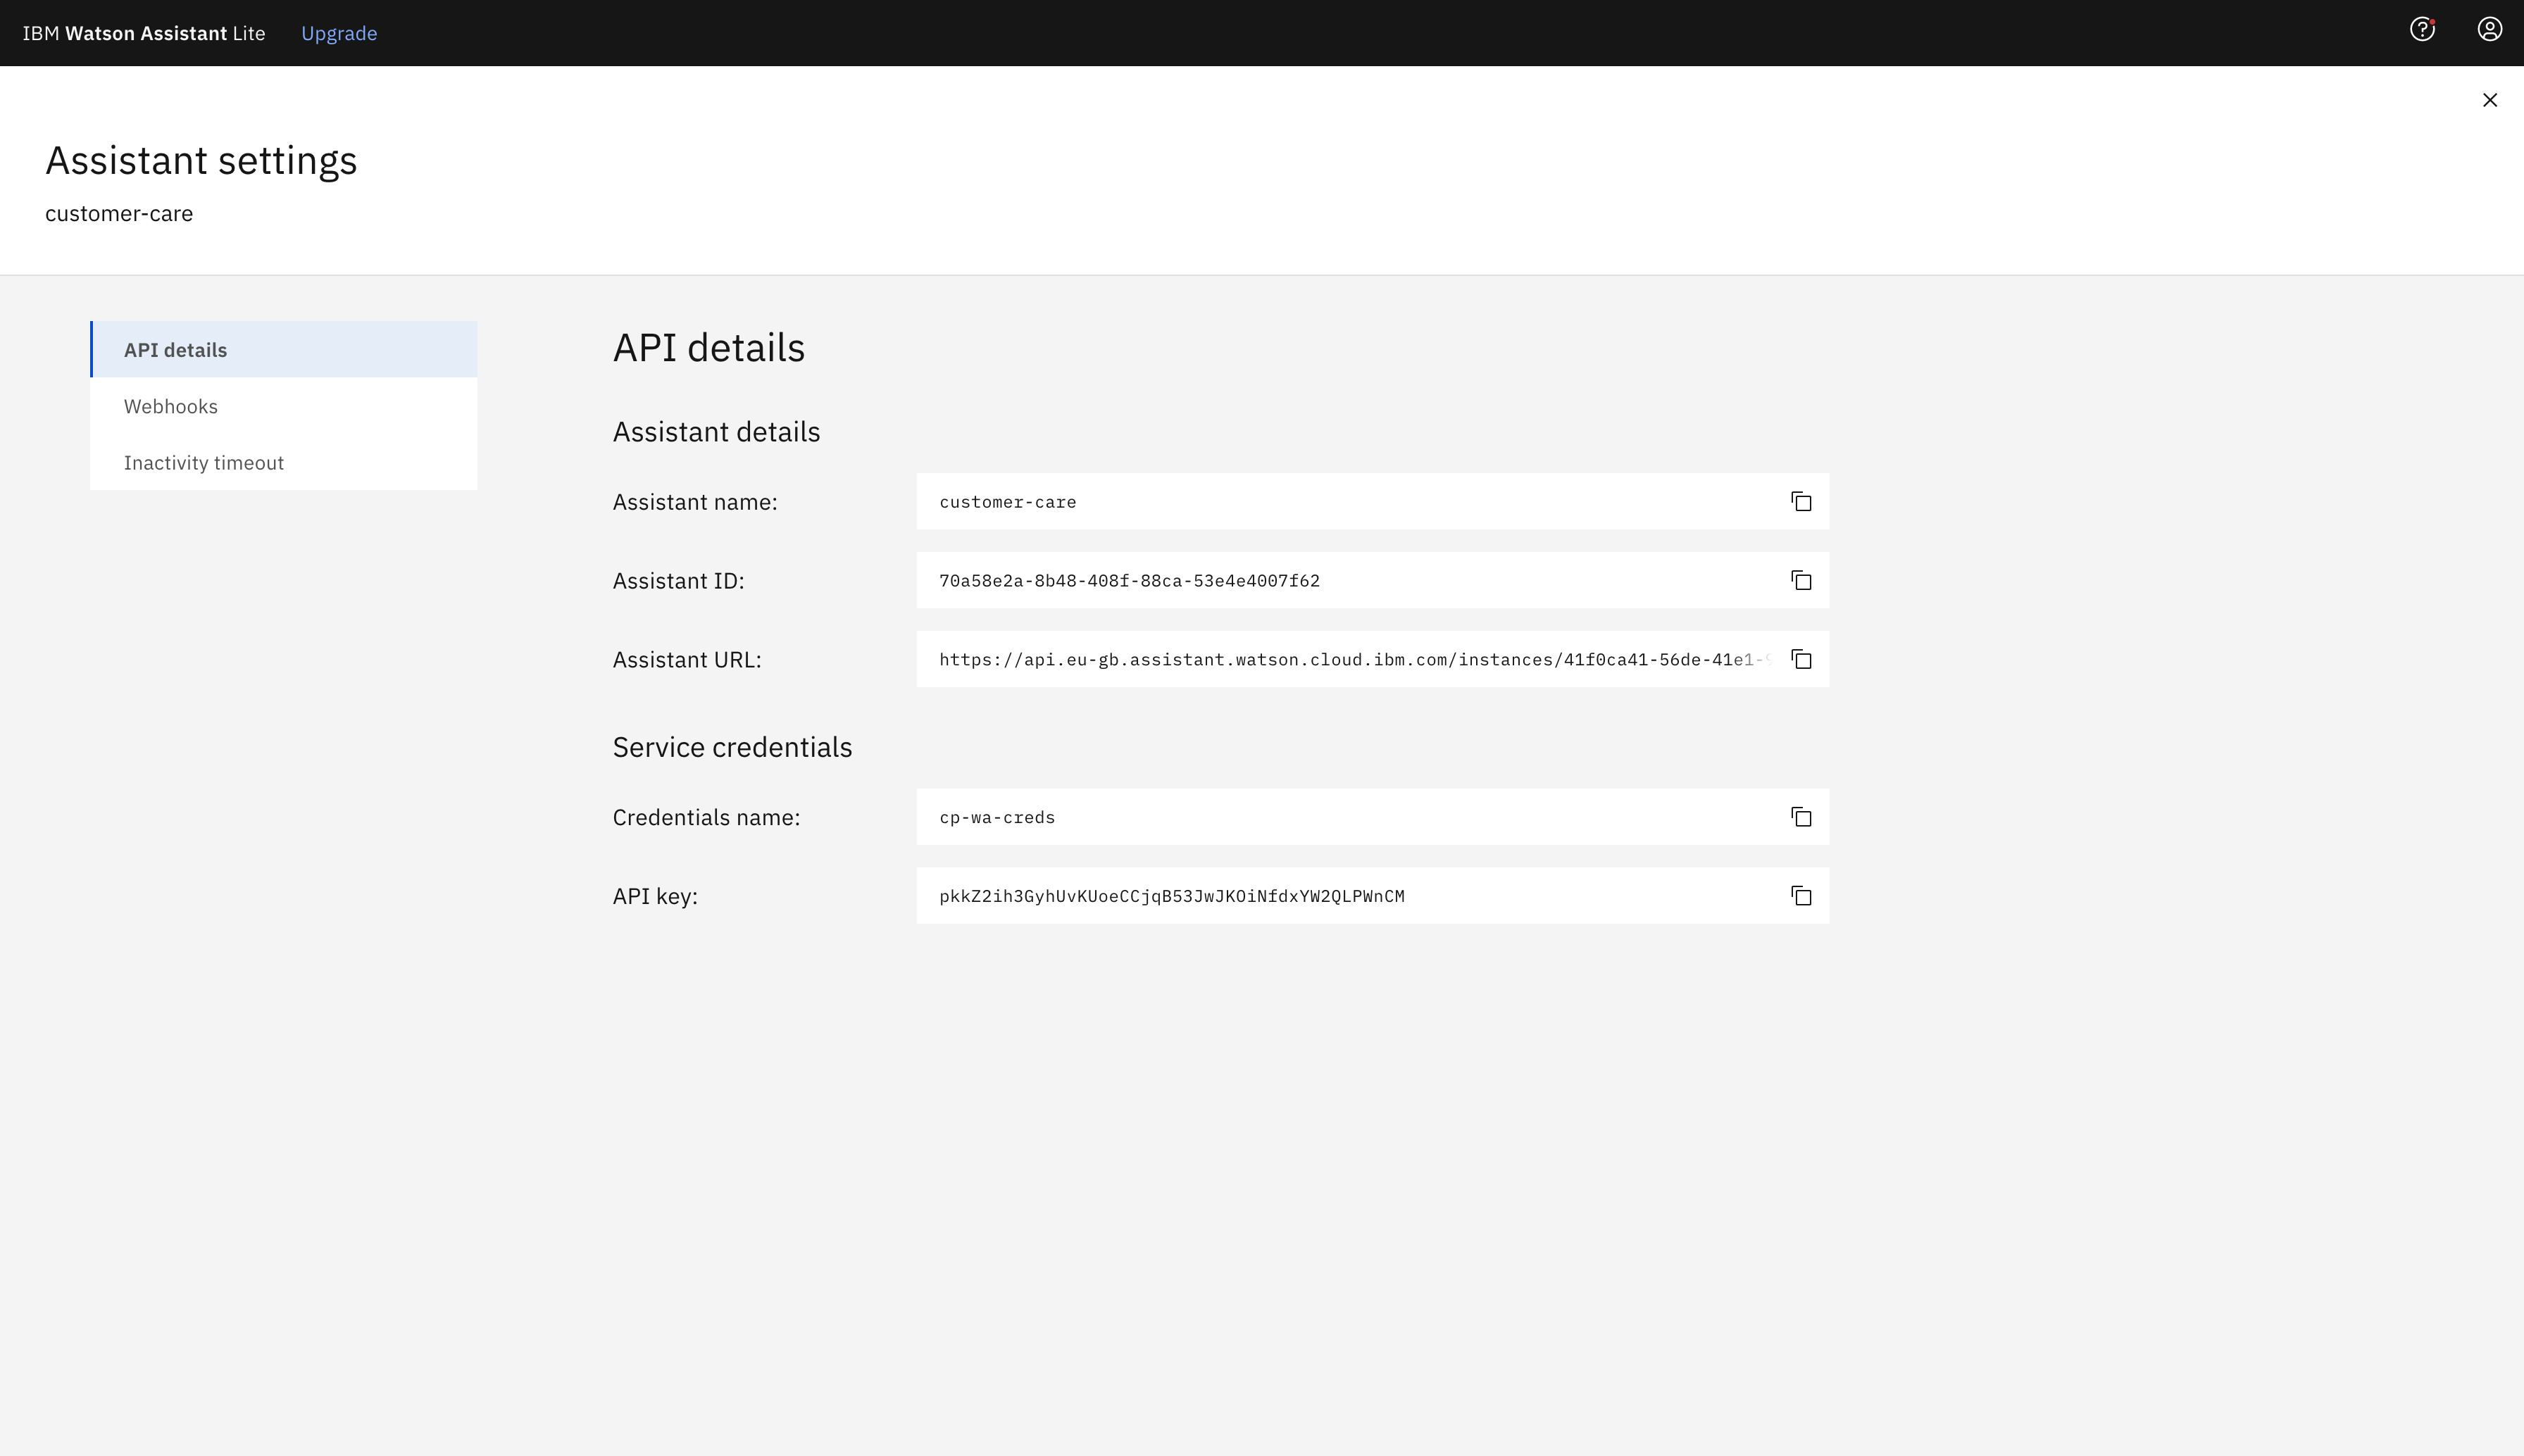 IBM Watson Assistant Lite Upgrade
Assistant settings
customer-care
API details
Webhooks
Inactivity timeout
API details
Assistant details
Assistant name: customer-care
Assistant ID: 70a58e2a-8b48-408f-88ca-53e4e4007f62
Assistant URL: https://api.eu-gb.assistant.watson.cloud.ibm.com/instances/41f0ca41-56de-41e1-
Service credentials
Credentials name: cp-wa-creds
API key: pkkZ2ih3GyhUvKUoeCCjqB53JwJKOiNfdxYW2QLPWnCM